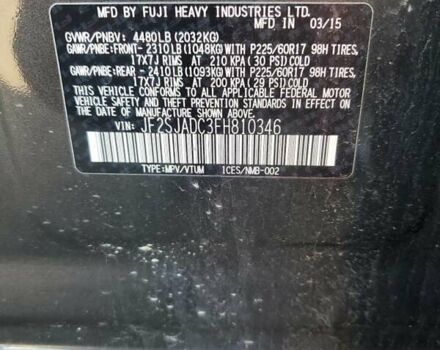 MFD BY FUJI HEAVY INDUSTRIES LTD.
MFD IN 03/15
GVWR/PNBV: 4480LB(2032KG)
GAWR/PNBE:FRONT- 2310LB(1048KG)WITH P225/60R17 98H TIRES,
17X7J RIMS AT 210 KPA(30 PSI)COLD
GAWR/PNBE:REAR -2410LB(1093KG)WITH P225/60R17 98H TIRES,
17X7J RIMS AT 200 KPA(29 PSI)COLD
THIS VEHICLE CONFORMS TO ALL APPLICABLE
FEDERAL MOTOR VEHICLE SAFETY STANDARDS IN EFFECT
ON THE DATE OF MANUFACTURE SHOWN ABOVE.
VIN: JF2SJADC3FH810346
TYPE:MPV/VTUM ICES/NMB-002